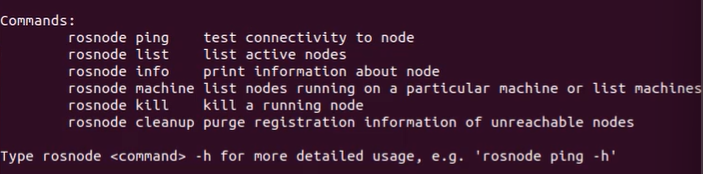 Commands:
rosnode ping    test connectivity to node
rosnode list    list active nodes
rosnode info    print information about node
rosnode machine list nodes running on a particular machine or list machines
rosnode kill    kill a running node
rosnode cleanup purge registration information of unreachable nodes
Type rosnode <command> -h for more detailed usage, e.g. 'rosnode ping -h'